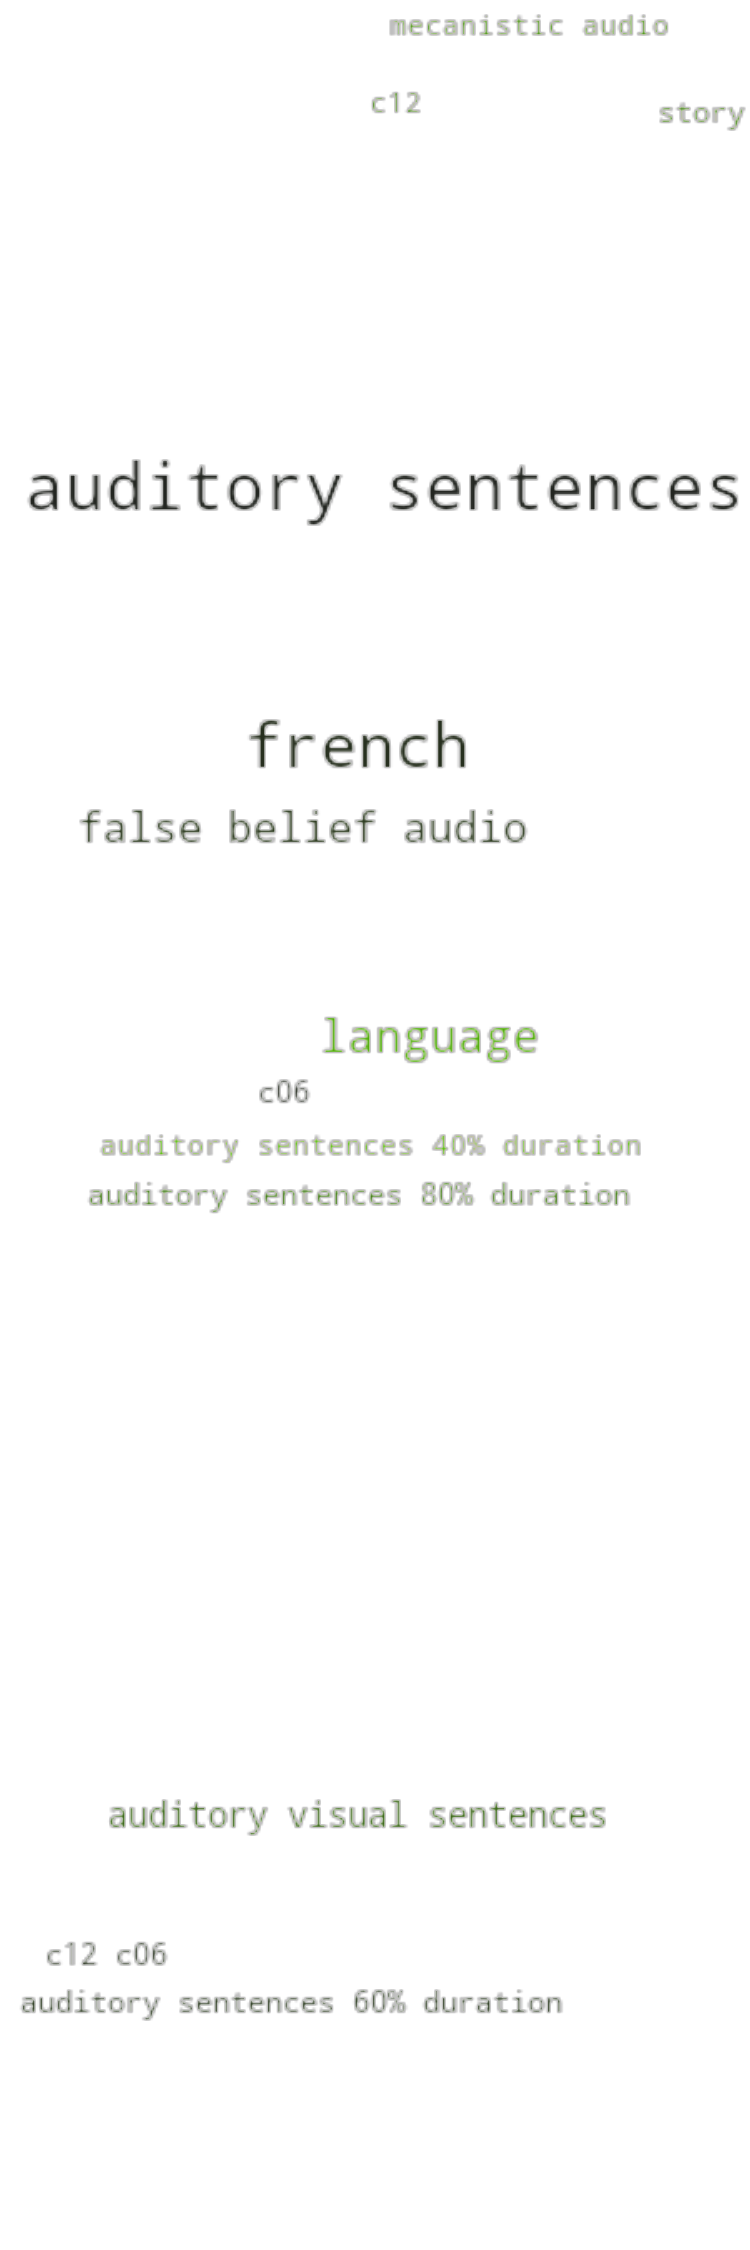 mecanistic audio
c12
story
auditory sentences
french
false belief audio
language
c06
auditory sentences 40% duration
auditory sentences 80% duration
auditory visual sentences
c12 c06
auditory sentences 60% duration